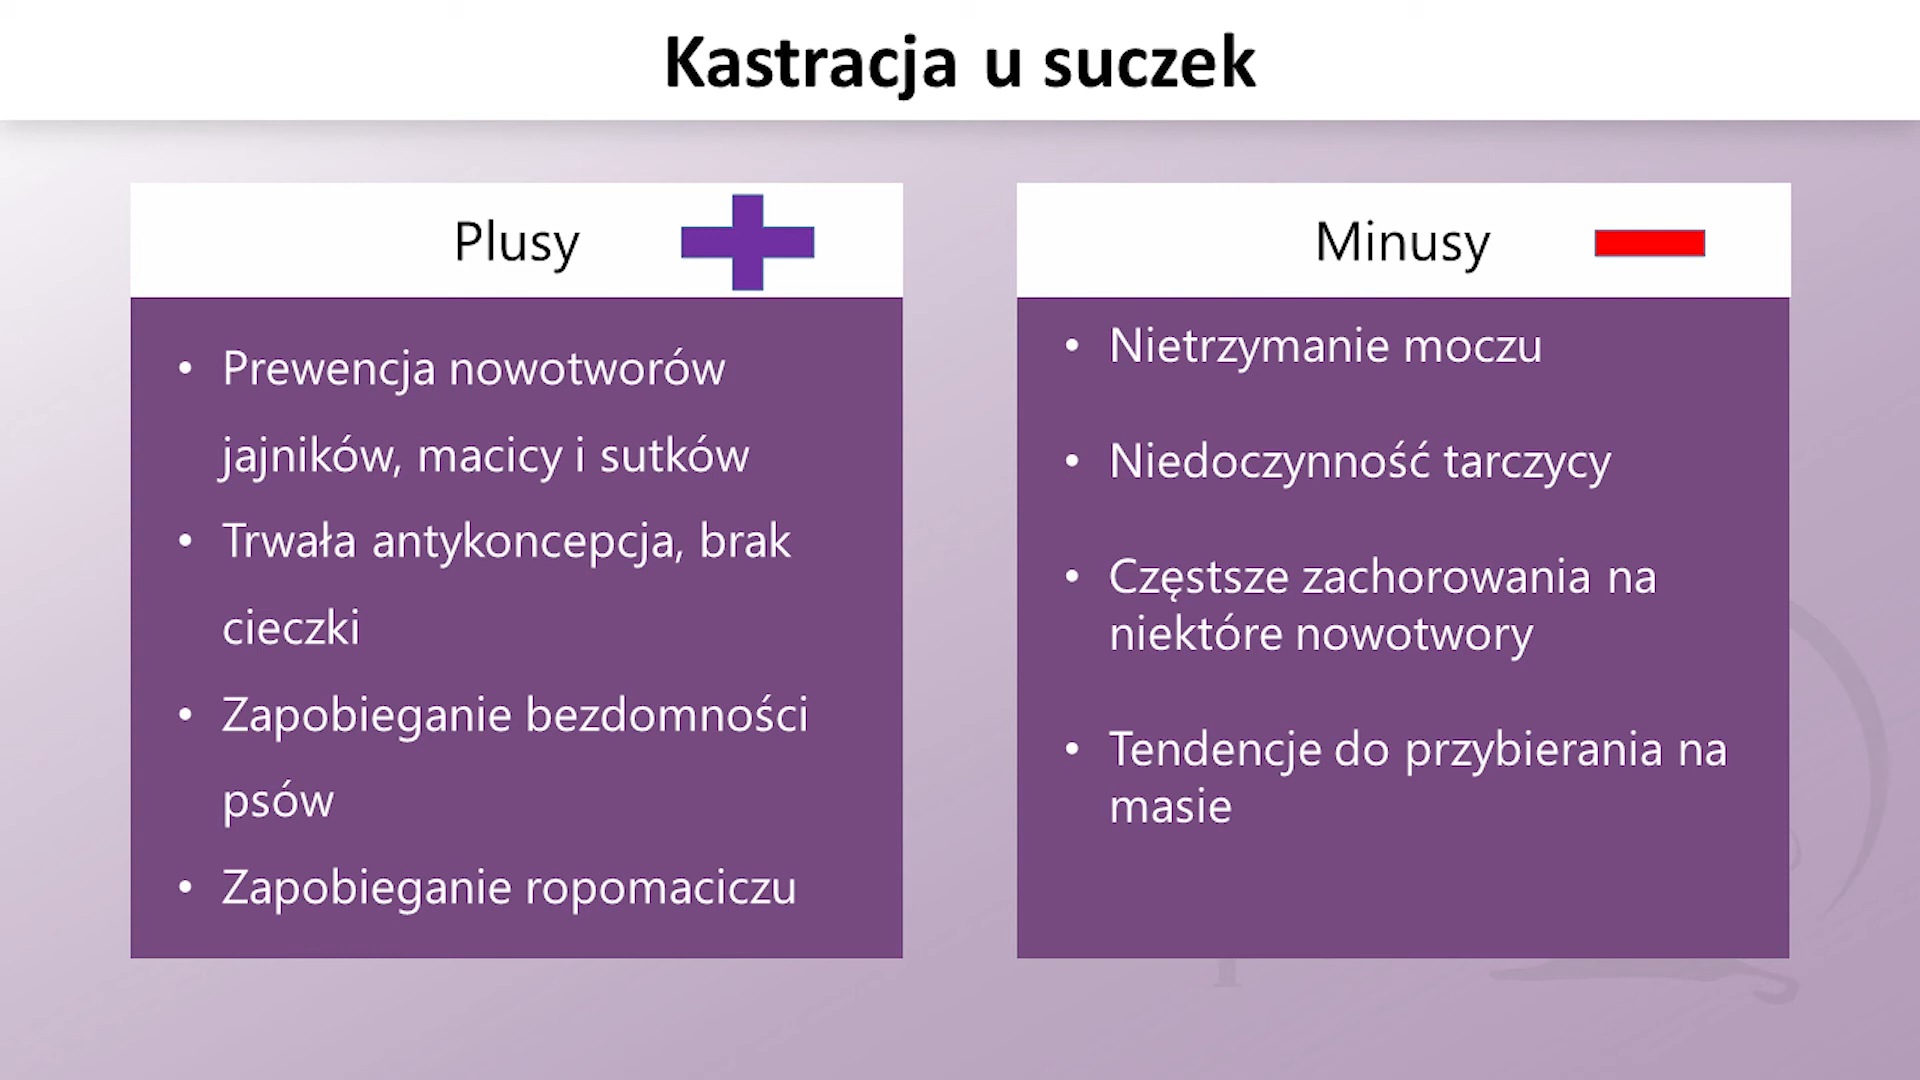 Kastracja u suczek
Plusy
• Prewencja nowotworów
jajników, macicy i sutków
• Trwała antykoncepcja, brak
cieczki
• Zapobieganie bezdomności
psów
• Zapobieganie ropomaciczu
Minusy
• Nietrzymanie moczu
• Niedoczynność tarczycy
• Częstsze zachorowania na
niektóre nowotwory
• Tendencje do przybierania na
masie